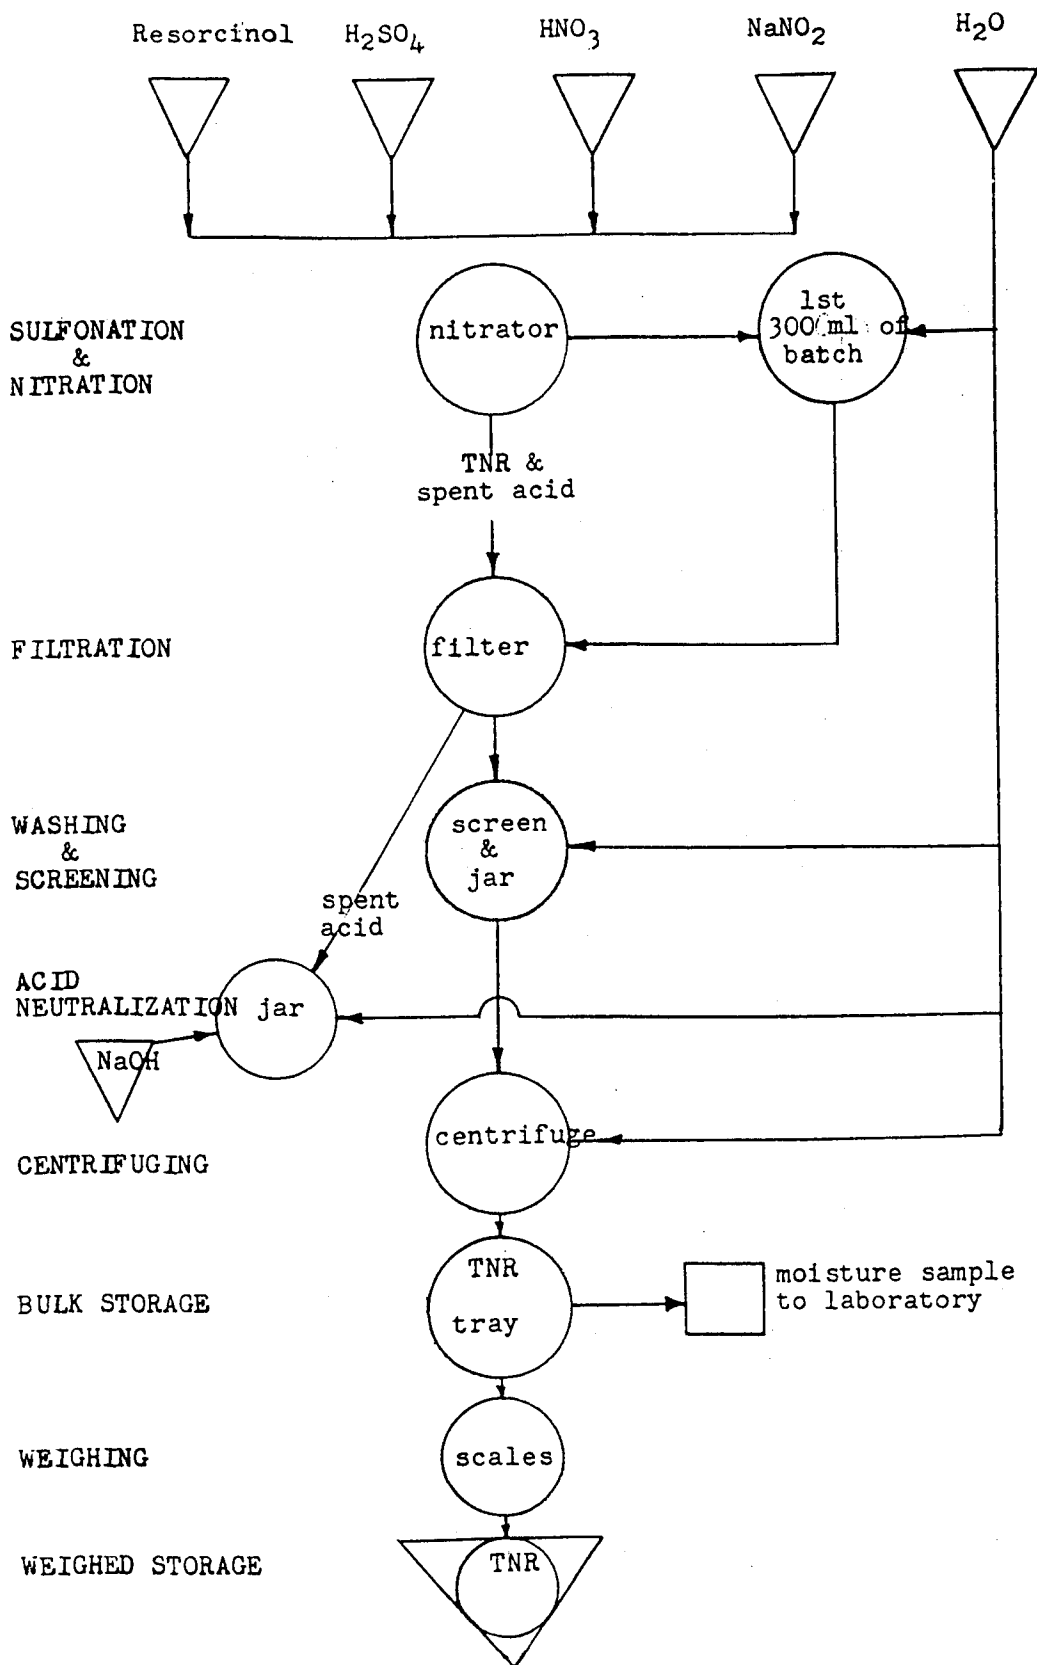 Resorcinol H₂SO₄ HNO₃ NaNO₂ H₂O
SULFONATION
&
NITRATION
nitrator
1st
300 ml of
batch
TNR &
spent acid
FILTRATION
filter
WASHING
&
SCREENING
screen
&
jar
spent
acid
ACID
NEUTRALIZATION
jar
NaOH
CENTRIFUGING
centrifuge
BULK STORAGE
TNR
tray
moisture sample
to laboratory
WEIGHING
scales
WEIGHED STORAGE
TNR